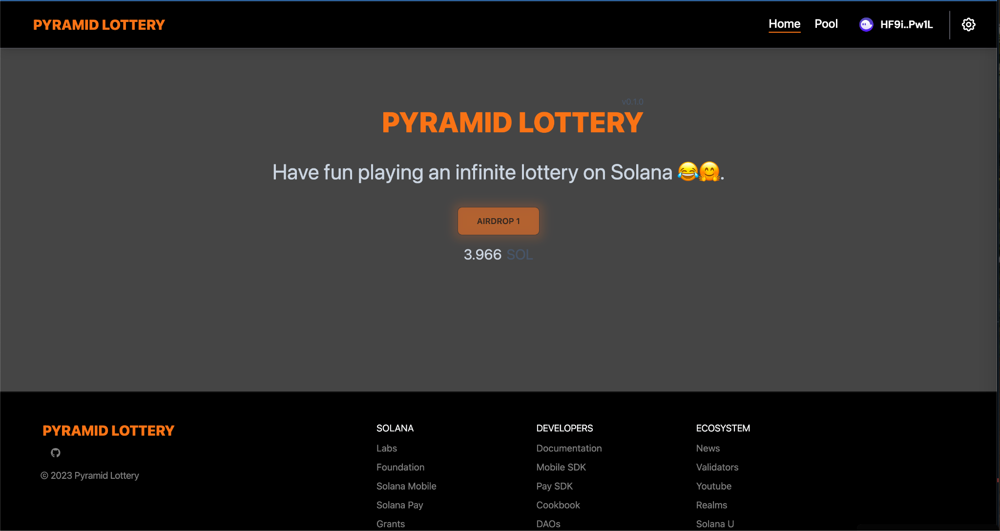 PYRAMID LOTTERY
Home Pool HF9i..Pw1L
v0.1.0
PYRAMID LOTTERY
Have fun playing an infinite lottery on Solana 😂🤗.
AIRDROP 1
3.966 SOL
PYRAMID LOTTERY
© 2023 Pyramid Lottery
SOLANA
Labs
Foundation
Solana Mobile
Solana Pay
Grants
DEVELOPERS
Documentation
Mobile SDK
Pay SDK
Cookbook
DAOs
ECOSYSTEM
News
Validators
Youtube
Realms
Solana U